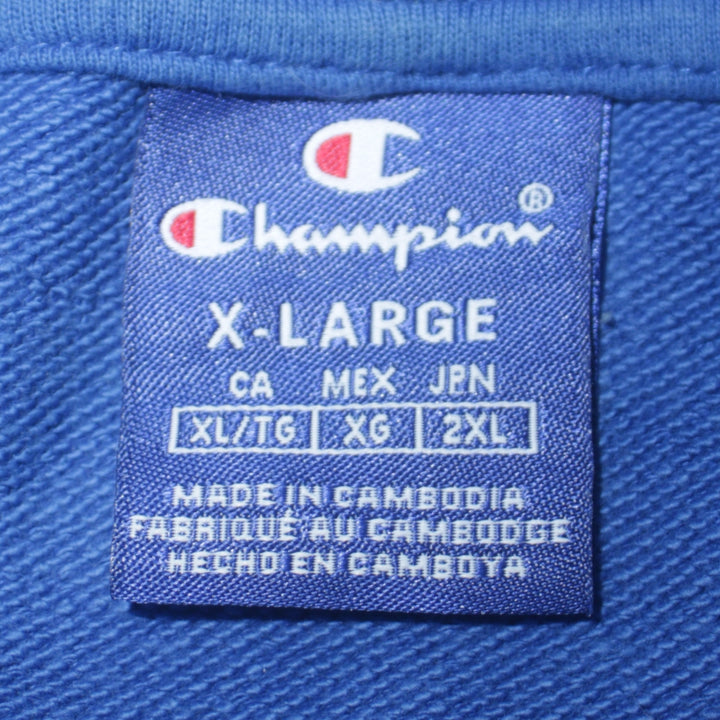 Champion®
X-LARGE
CA MEX JPN
XL/TG XG 2XL
MADE IN CAMBODIA
FABRIQUÉ AU CAMBODGE
HECHO EN CAMBOYA